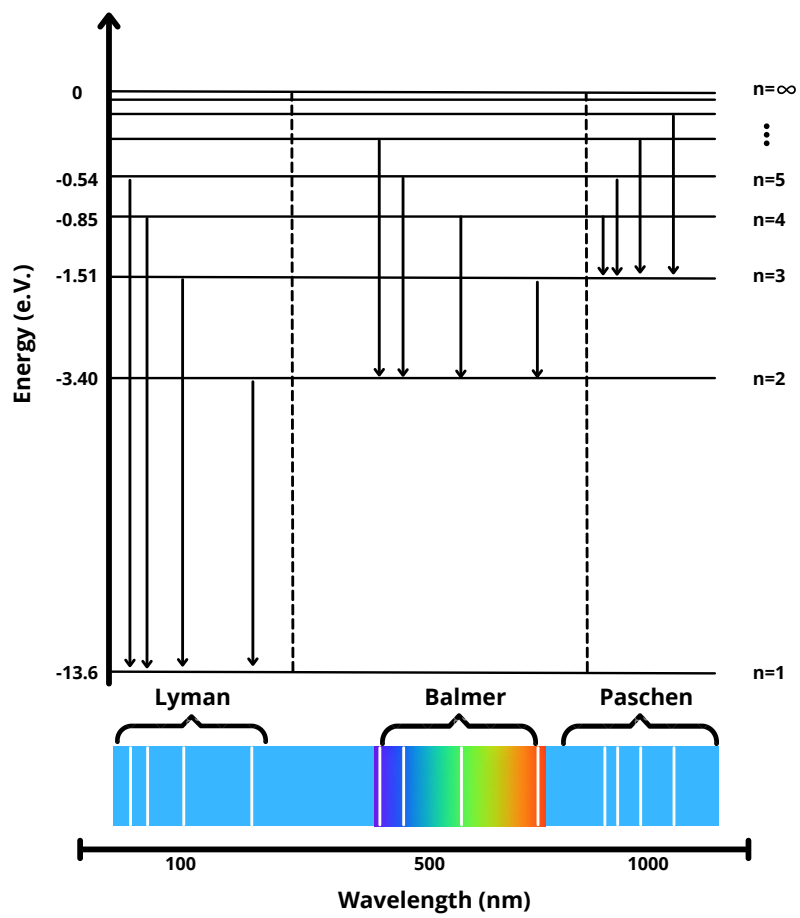 0
n=∞
-0.54
n=5
-0.85
n=4
-1.51
n=3
Energy (e.V.)
-3.40
n=2
-13.6
n=1
Lyman
Balmer
Paschen
100
500
1000
Wavelength (nm)